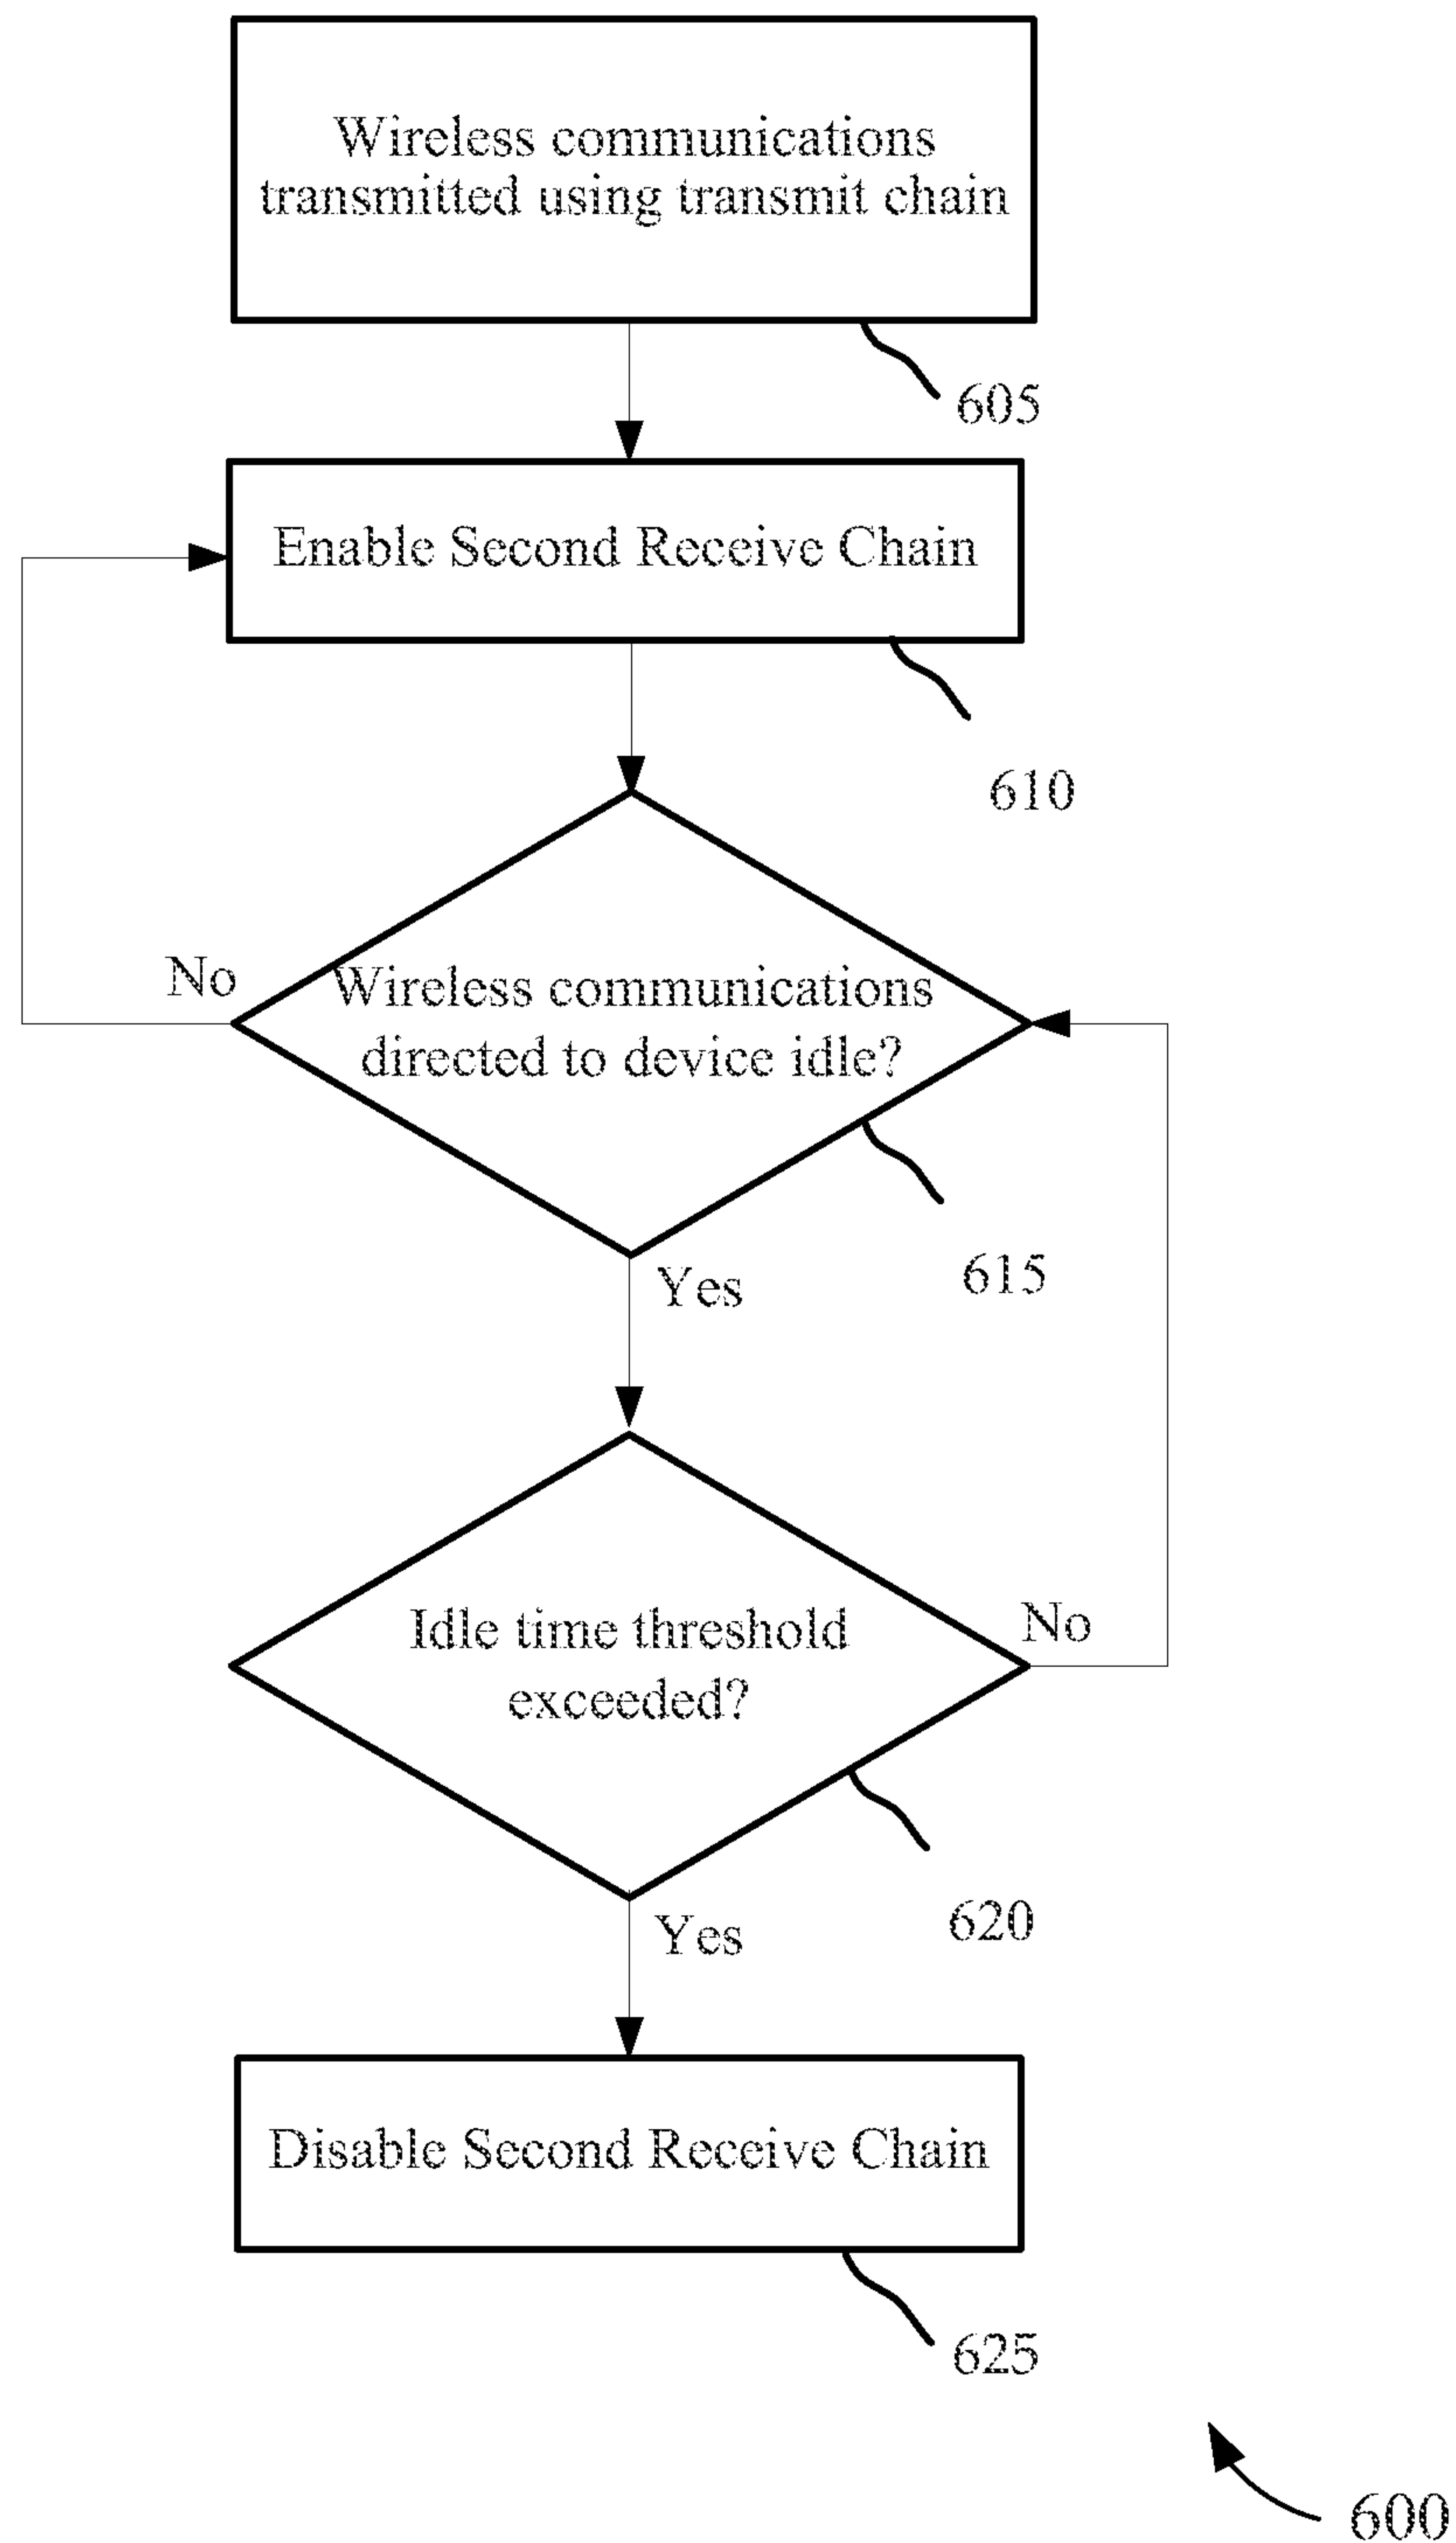 Wireless communications
transmitted using transmit chain
605
Enable Second Receive Chain
610
No
Wireless communications
directed to device idle?
615
Yes
Idle time threshold
exceeded?
No
620
Yes
Disable Second Receive Chain
625
600